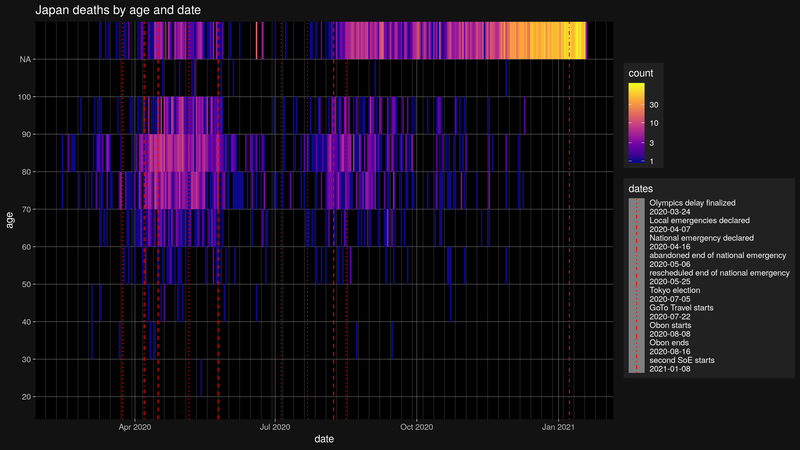 Japan deaths by age and date
NA
100
90
80
70
60
50
40
30
20
age
Apr 2020
Jul 2020
Oct 2020
Jan 2021
date
count
30
10
3
1
dates
Olympics delay finalized
2020-03-24
Local emergencies declared
2020-04-07
National emergency declared
2020-04-16
abandoned end of national emergency
2020-05-06
rescheduled end of national emergency
2020-05-25
Tokyo election
2020-07-05
GoTo Travel starts
2020-07-22
Obon starts
2020-08-08
Obon ends
2020-08-16
second SoE starts
2021-01-08